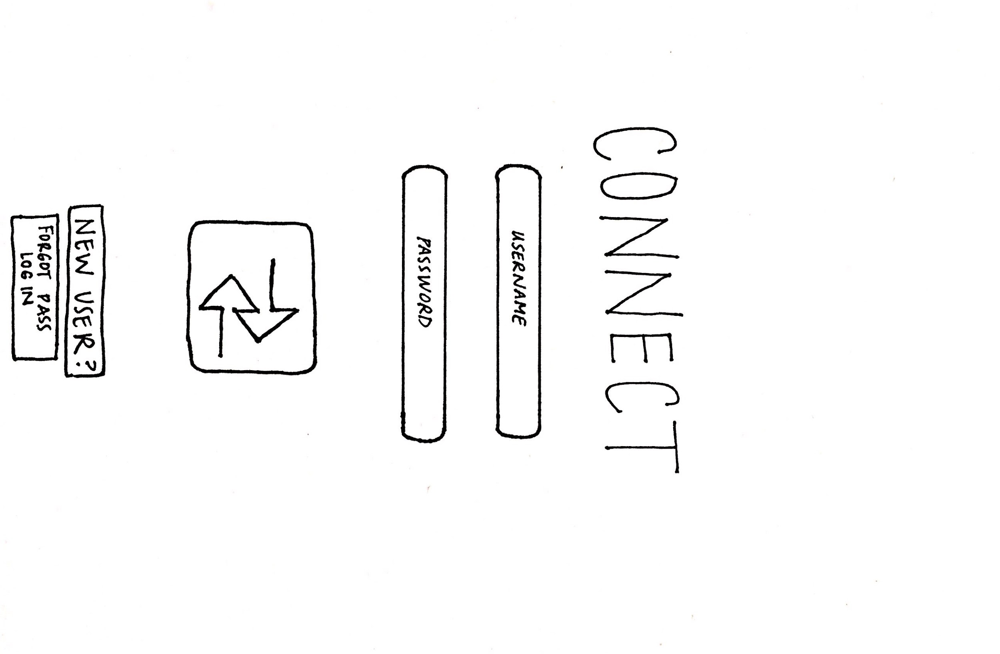 CONNECT
USERNAME
PASSWORD
NEW USER?
FORGOT PASS
LOG IN